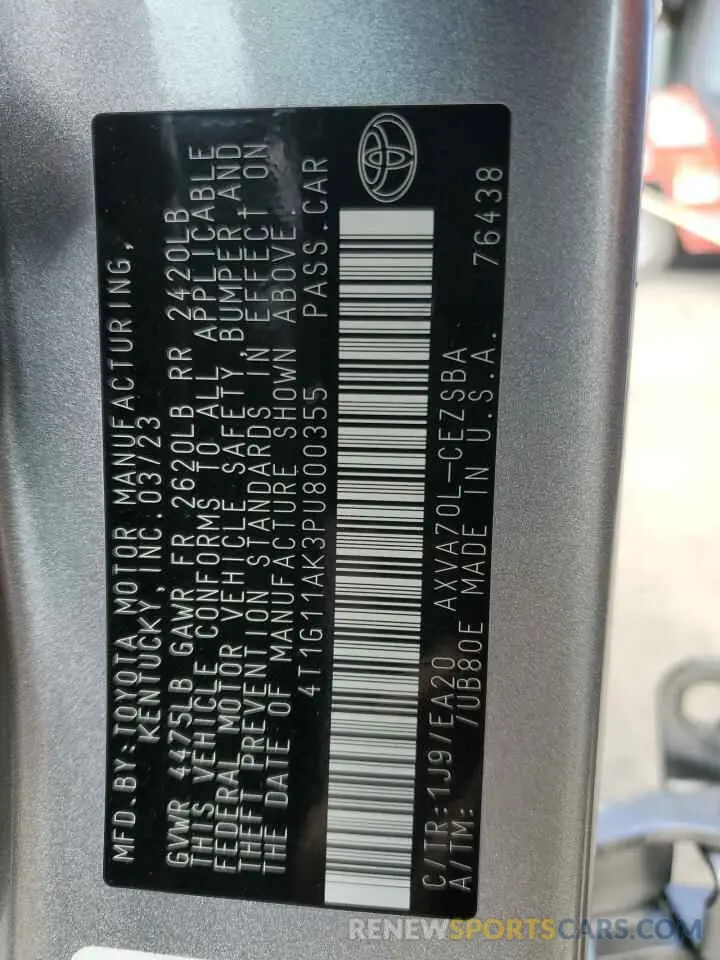 MFD. BY: TOYOTA MOTOR MANUFACTURING,
KENTUCKY, INC. 03/23
GVWR 4475LB GAWR FR 2620LB RR 2420LB
THIS VEHICLE CONFORMS TO ALL APPLICABLE
FEDERAL MOTOR VEHICLE SAFETY, BUMPER AND
THEFT PREVENTION STANDARDS IN EFFECT ON
THE DATE OF MANUFACTURE SHOWN ABOVE.
4T1G11AK3PU800355 PASS. CAR
C/TR: 1J9/EA20 AXVA70L-CEZSBA
A/TM: /UB80E MADE IN U.S.A. 76438
RENEWSPORTSCARS.COM